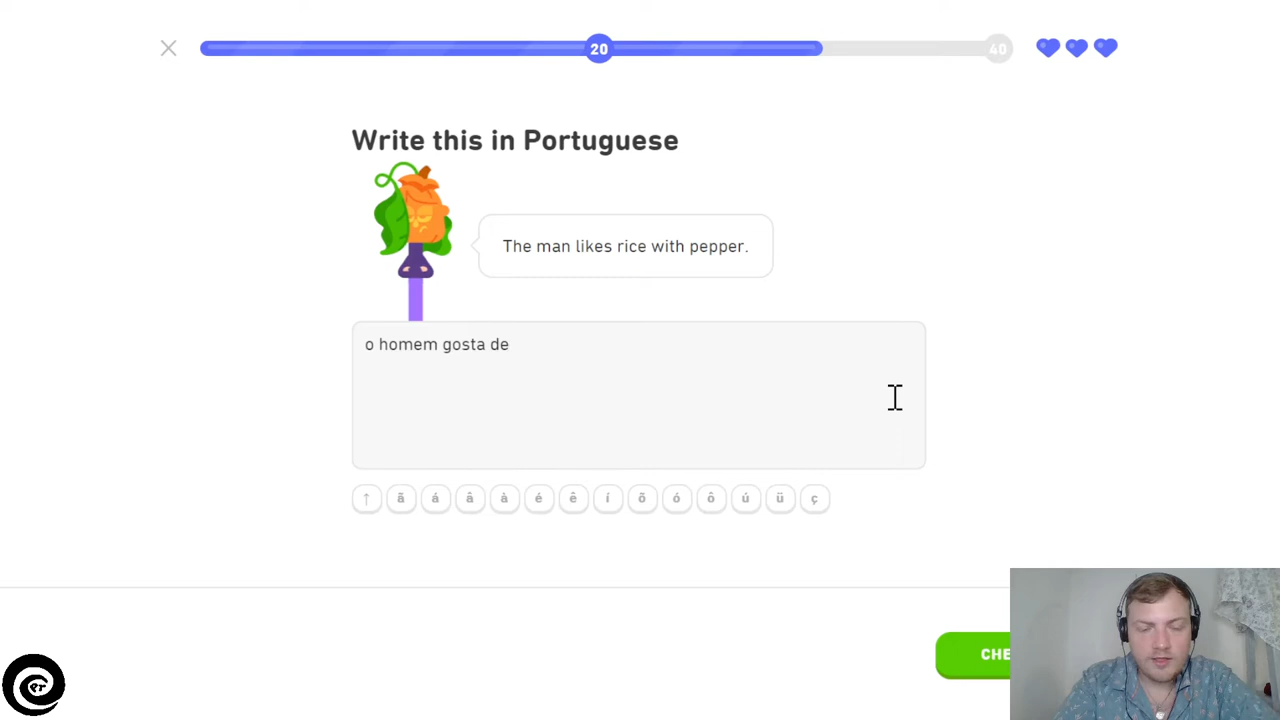 20
40
Write this in Portuguese
The man likes rice with pepper.
o homem gosta de
↑ ã á â à é ê í õ ó ô ú ü ç
CHE